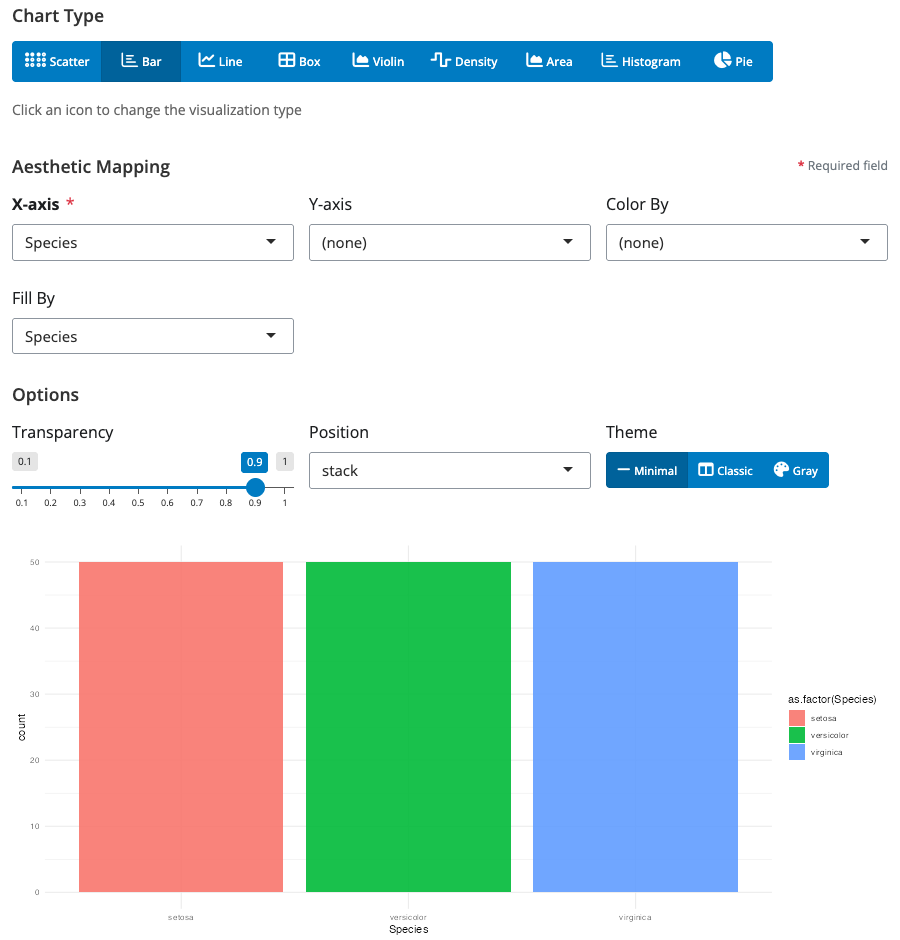 Chart Type
Scatter Bar Line Box Violin Density Area Histogram Pie
Click an icon to change the visualization type
Aesthetic Mapping * Required field
X-axis * Y-axis Color By
Species (none) (none)
Fill By
Species
Options
Transparency Position Theme
0.1 0.9 1
stack Minimal Classic Gray
0.1 0.2 0.3 0.4 0.5 0.6 0.7 0.8 0.9 1
50
40
30
20
10
0
count
as.factor(Species)
setosa
versicolor
virginica
setosa versicolor virginica
Species